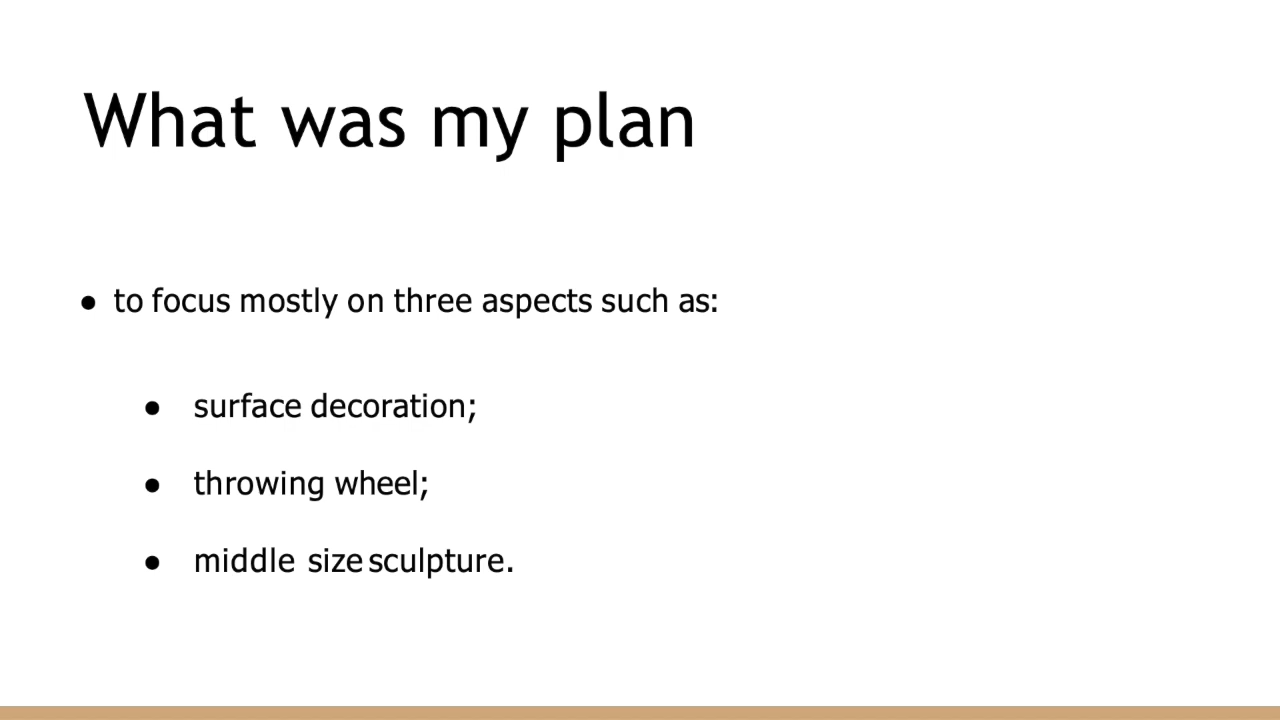 What was my plan
● to focus mostly on three aspects such as:
● surface decoration;
● throwing wheel;
● middle size sculpture.